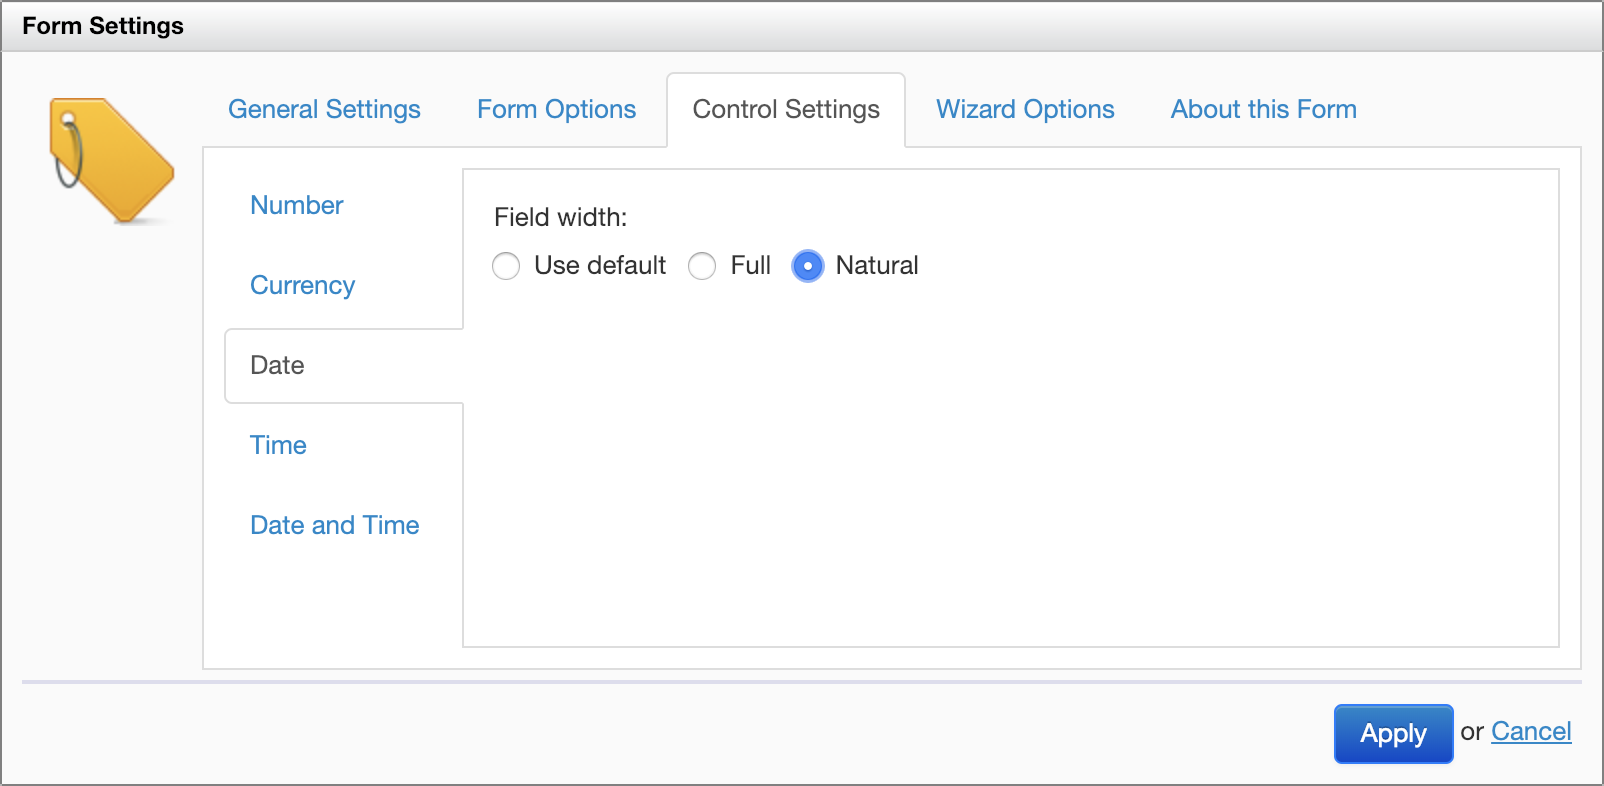 Form Settings
General Settings Form Options Control Settings Wizard Options About this Form
Number
Currency
Date
Time
Date and Time
Field width:
Use default Full Natural
Apply or Cancel